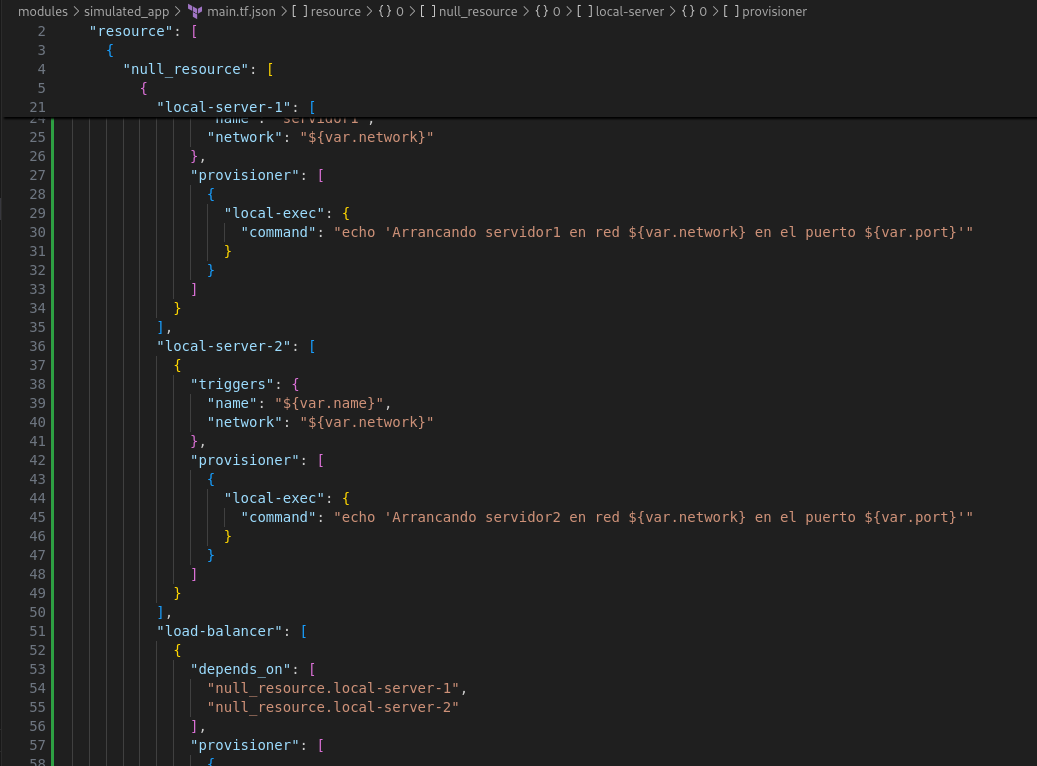 modules > simulated_app > main.tf.json > [ ] resource > {} 0 > [ ] null_resource > {} 0 > [ ] local-server > {} 0 > [ ] provisioner
2 "resource": [
3 {
4 "null_resource": [
5 {
21 "local-server-1": [
24 "name": "servidor1",
25 "network": "${var.network}"
26 },
27 "provisioner": [
28 {
29 "local-exec": {
30 "command": "echo 'Arrancando servidor1 en red ${var.network} en el puerto ${var.port}'"
31 }
32 }
33 ]
34 }
35 ],
36 "local-server-2": [
37 {
38 "triggers": {
39 "name": "${var.name}",
40 "network": "${var.network}"
41 },
42 "provisioner": [
43 {
44 "local-exec": {
45 "command": "echo 'Arrancando servidor2 en red ${var.network} en el puerto ${var.port}'"
46 }
47 }
48 ]
49 }
50 ],
51 "load-balancer": [
52 {
53 "depends_on": [
54 "null_resource.local-server-1",
55 "null_resource.local-server-2"
56 ],
57 "provisioner": [
58 {